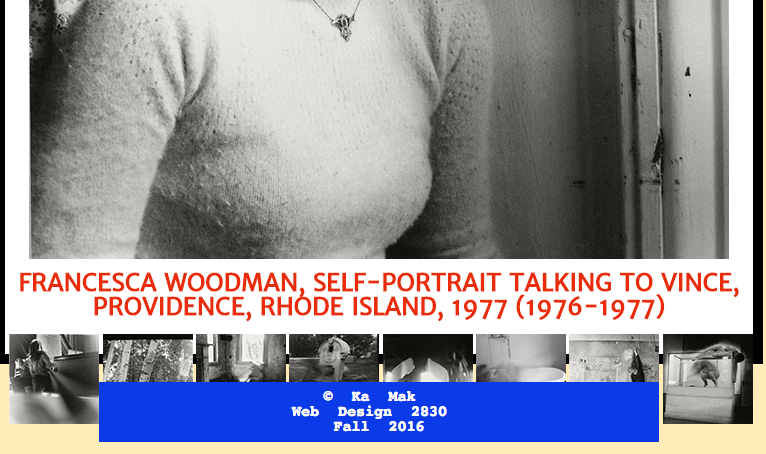 FRANCESCA WOODMAN, SELF-PORTRAIT TALKING TO VINCE,
PROVIDENCE, RHODE ISLAND, 1977 (1976-1977)
© Ka Mak
Web Design 2830
Fall 2016